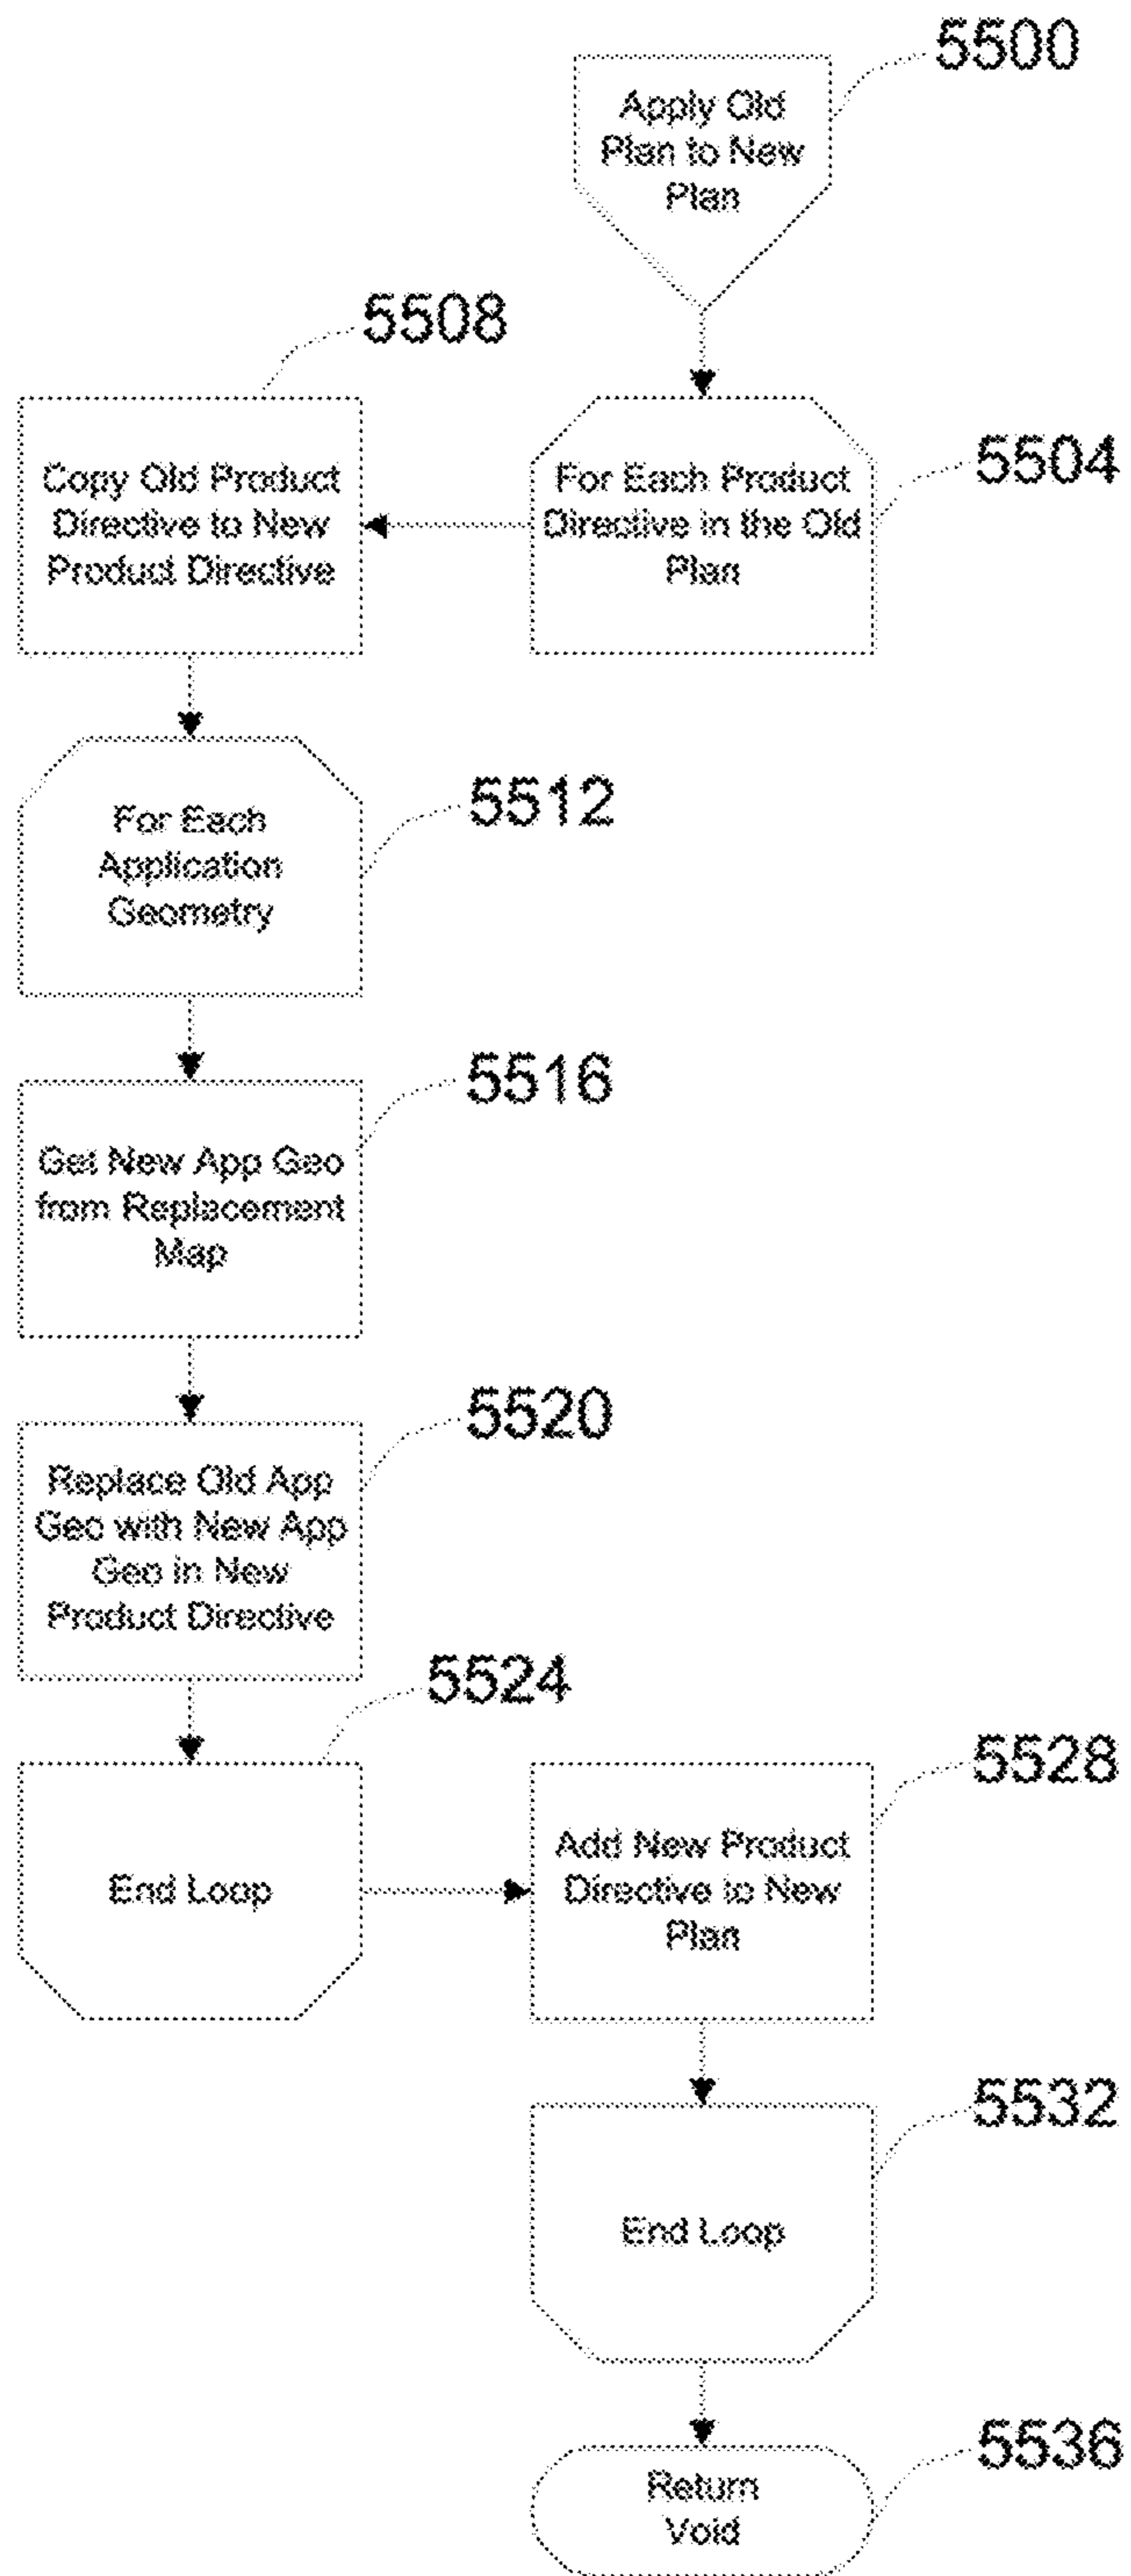 5500
Apply Old
Plan to New
Plan
5504
For Each Product
Directive in the Old
Plan
5508
Copy Old Product
Directive to New
Product Directive
5512
For Each
Application
Geometry
5516
Get New App Geo
from Replacement
Map
5520
Replace Old App
Geo with New App
Geo in New
Product Directive
5524
End Loop
5528
Add New Product
Directive to New
Plan
5532
End Loop
5536
Return
Void